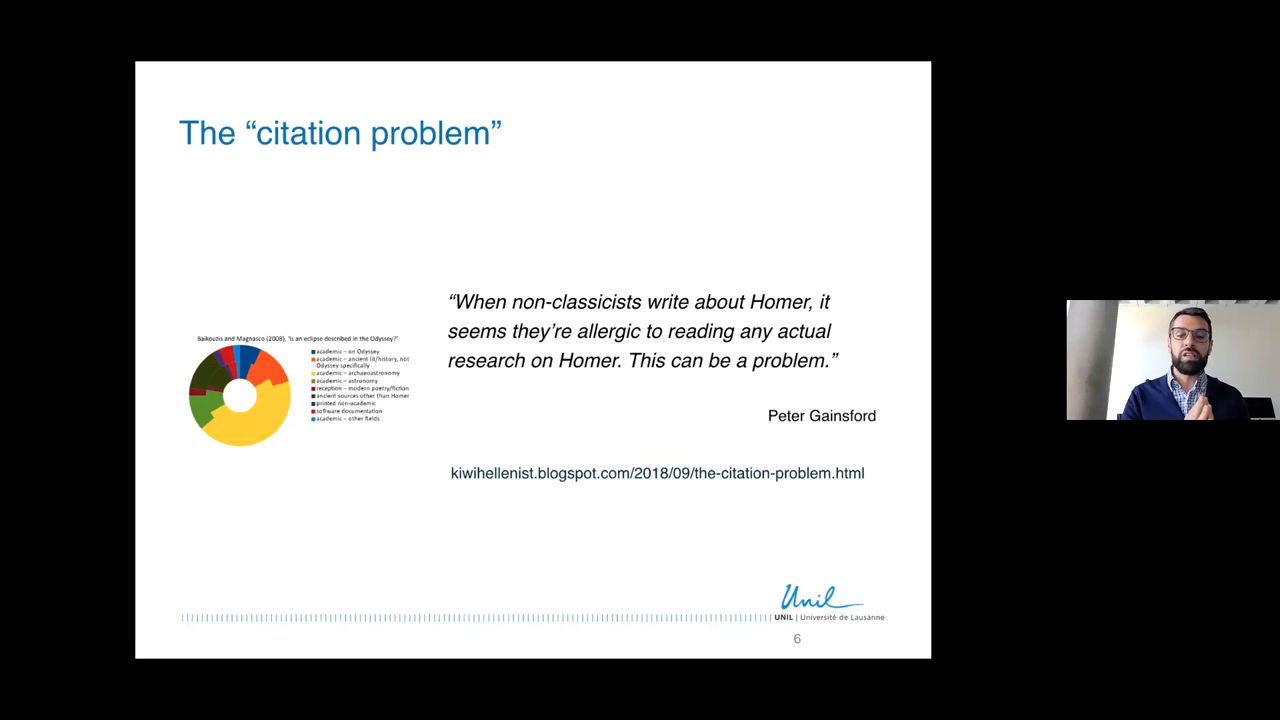 The “citation problem”
“When non-classicists write about Homer, it
seems they’re allergic to reading any actual
research on Homer. This can be a problem.”
Peter Gainsford
kiwihellenist.blogspot.com/2018/09/the-citation-problem.html
Baikouzis and Magnasco (2008), 'Is an eclipse described in the Odyssey?'
academic – on Odyssey
academic – ancient lit/history, not
Odyssey specifically
academic – archaeoastronomy
academic – astronomy
reception – modern poetry/fiction
ancient sources other than Homer
printed non-academic
software documentation
academic – other fields
Unil
UNIL | Université de Lausanne
6